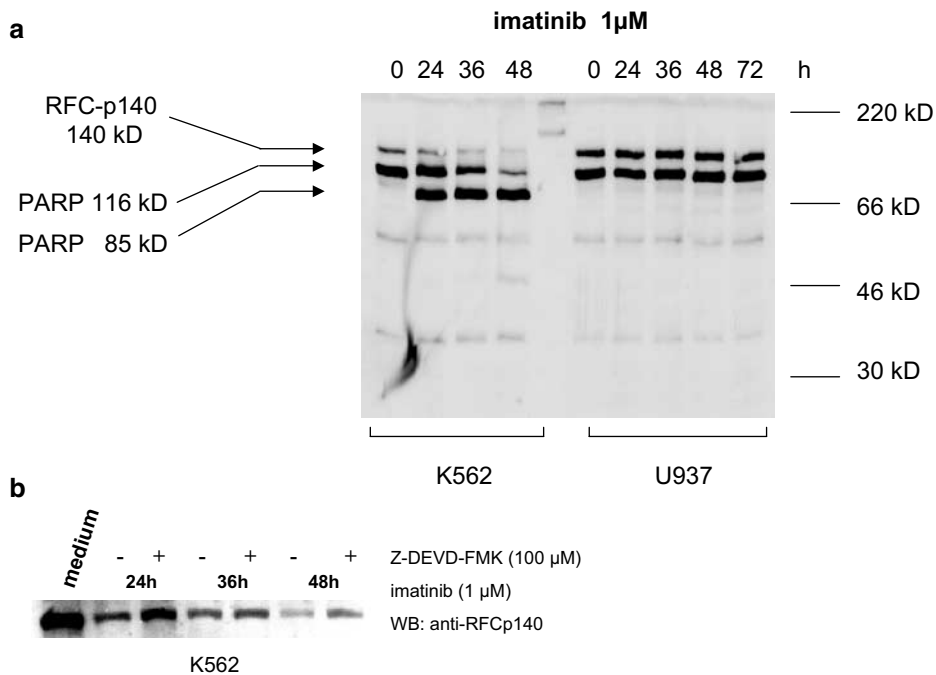 a
imatinib 1µM
0 24 36 48 0 24 36 48 72 h
RFC-p140
140 kD
PARP 116 kD
PARP 85 kD
220 kD
66 kD
46 kD
30 kD
K562 U937
b
medium
- + - + - + Z-DEVD-FMK (100 µM)
24h 36h 48h imatinib (1 µM)
WB: anti-RFCp140
K562